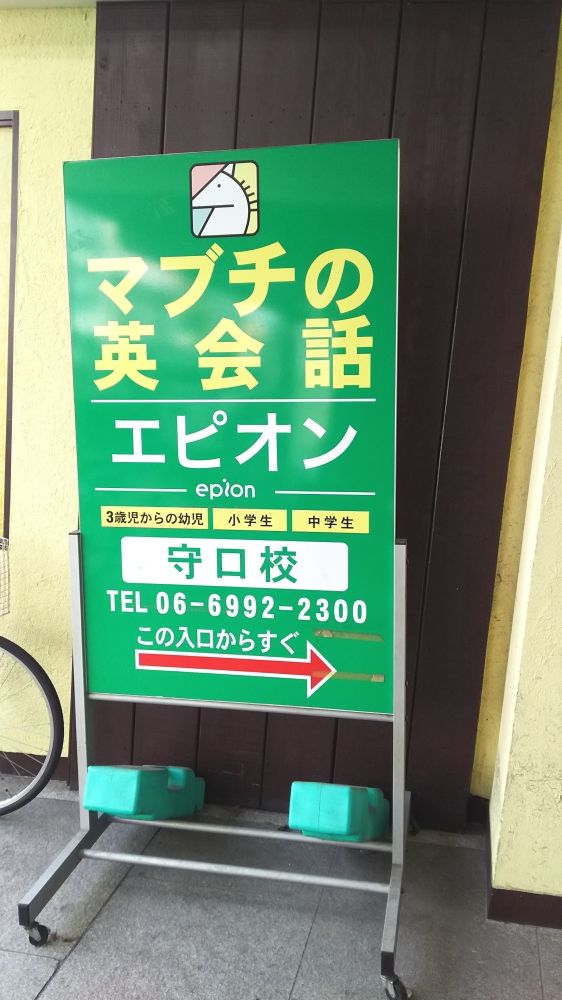 マブチの
英会話
エピオン
epion
3歳児からの幼児 小学生 中学生
守口校
TEL 06-6992-2300
この入口からすぐ